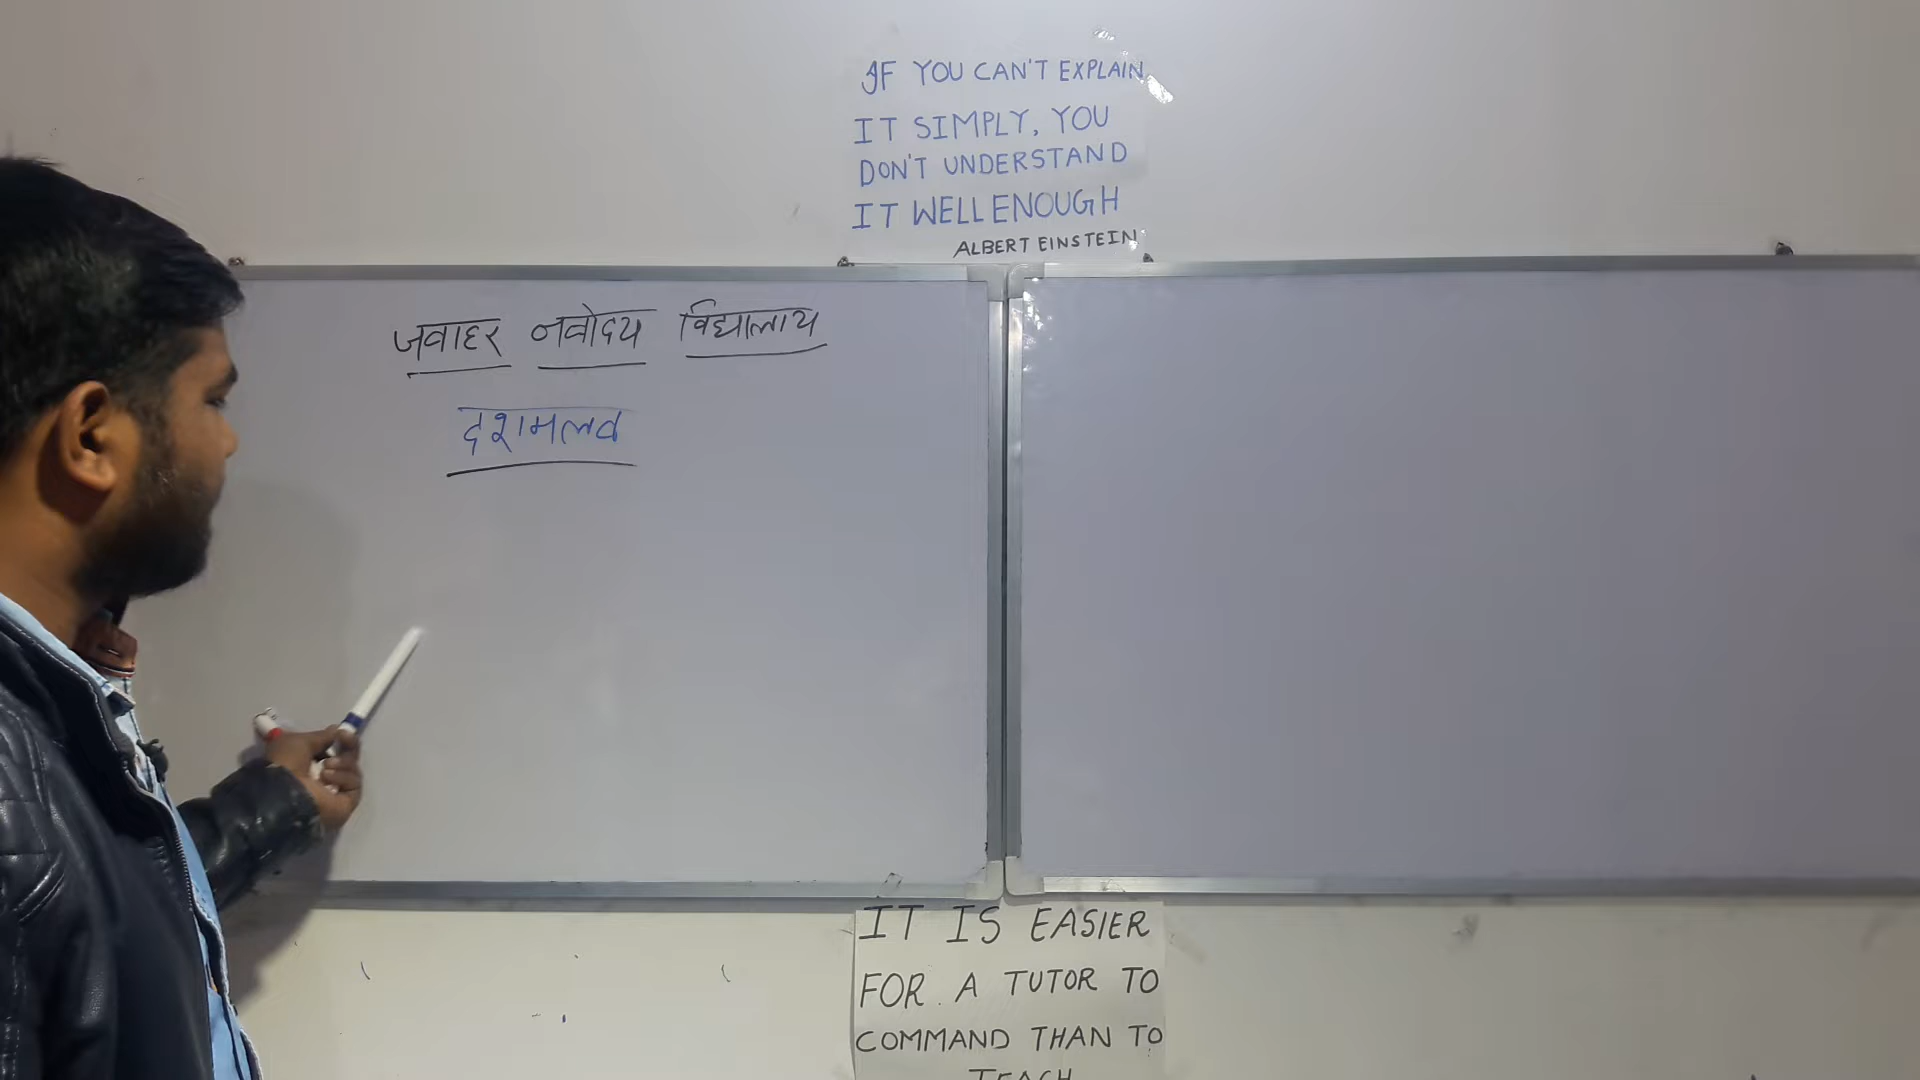 IF YOU CAN'T EXPLAIN
IT SIMPLY, YOU
DON'T UNDERSTAND
IT WELL ENOUGH
ALBERT EINSTEIN
जवाहर नवोदय विद्यालाय
दशमलव
IT IS EASIER
FOR A TUTOR TO
COMMAND THAN TO
TEACH